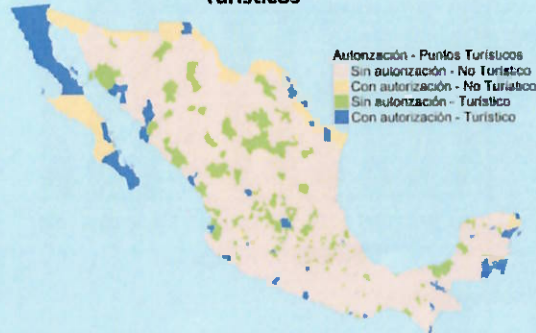 Turísticos
Autorización - Puntos Turísticos
Sin autorización - No Turístico
Con autorización - No Turístico
Sin autorización - Turístico
Con autorización - Turístico